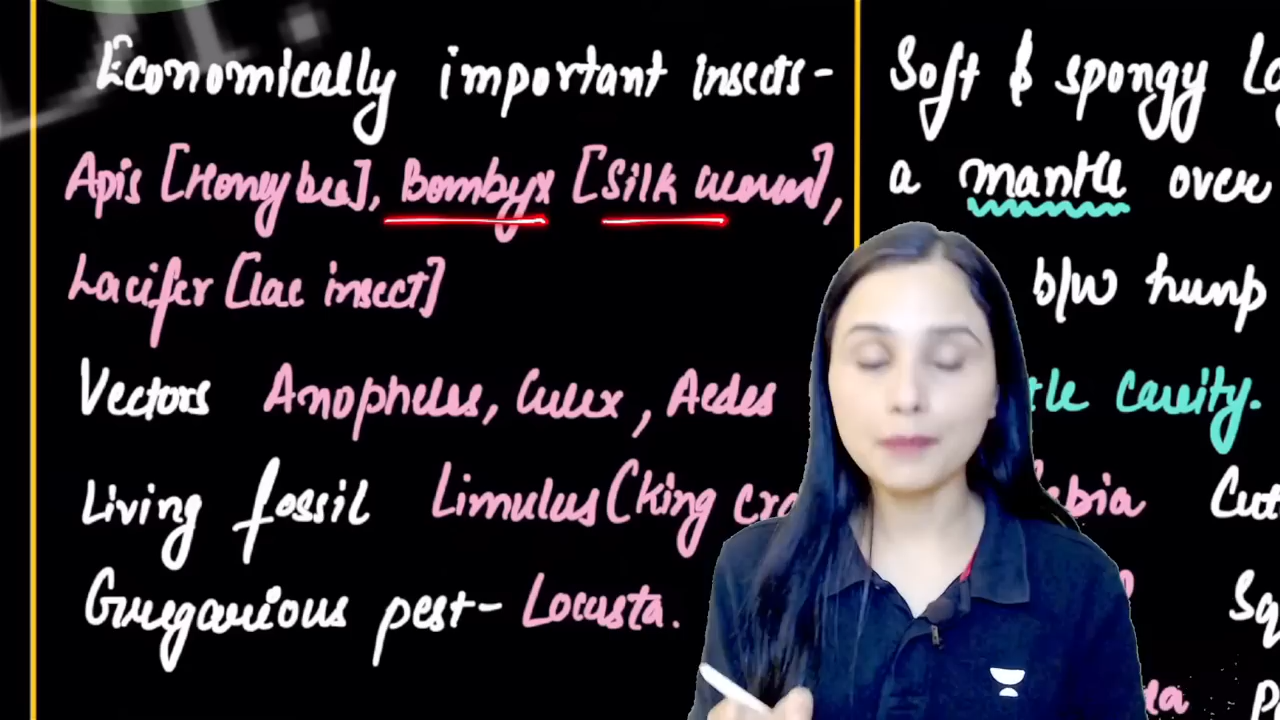 Economically important insects-
Apis [Honey bee], Bombyx [Silk worm],
Laccifer [lac insect]
Vectors Anopheles, Culex, Aedes
Living fossil Limulus (King
Gregarious pest- Locusta.
Soft & spongy
a mantle over
b/w hump
cavity.